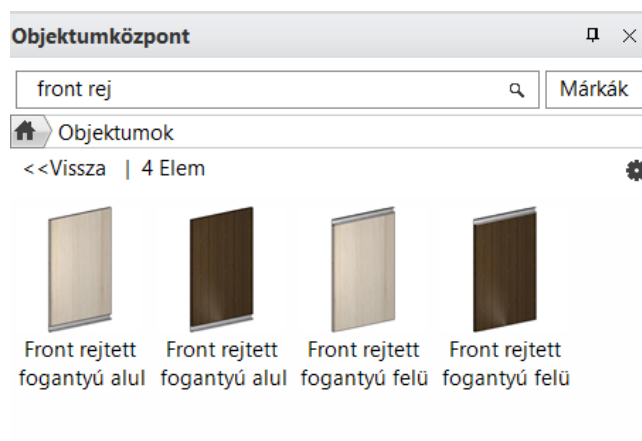 Objektumközpont
front rej
Márkák
Objektumok
<<Vissza | 4 Elem
Front rejtett Front rejtett Front rejtett Front rejtett
fogantyú alul fogantyú alul fogantyú felü fogantyú felü